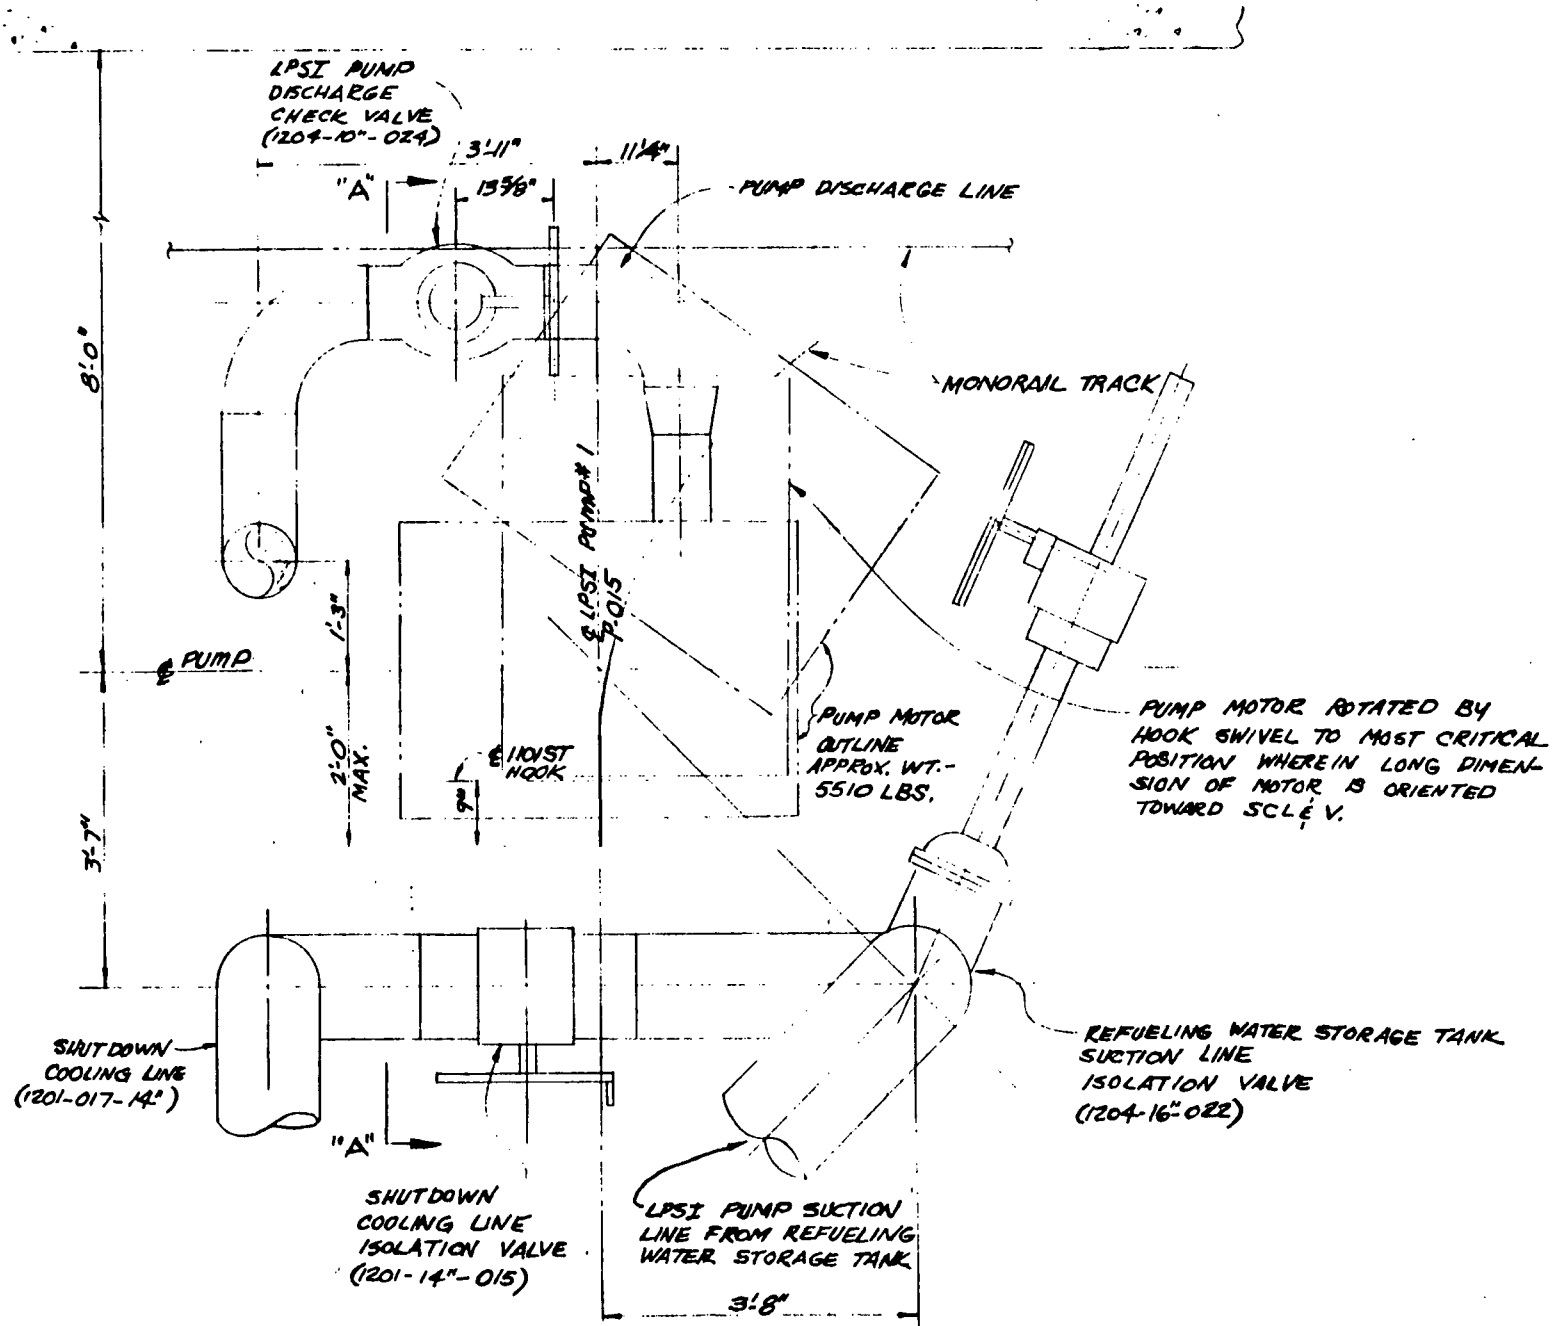 LPSI PUMP
DISCHARGE
CHECK VALVE
(1204-10"-024)
3'-11"
11¼"
"A"
13⅝"
PUMP DISCHARGE LINE
8'-0"
MONORAIL TRACK
℄ LPSI PUMP # 1
P-015
1'-3"
℄ PUMP
2'-0"
MAX.
℄ HOIST
HOOK
9"
PUMP MOTOR
OUTLINE
APPROX. WT.-
5510 LBS.
PUMP MOTOR ROTATED BY
HOOK SWIVEL TO MOST CRITICAL
POSITION WHEREIN LONG DIMEN-
SION OF MOTOR IS ORIENTED
TOWARD SCL & V.
3'-7"
SHUTDOWN
COOLING LINE
(1201-017-14")
REFUELING WATER STORAGE TANK
SUCTION LINE
ISOLATION VALVE
(1204-16"-022)
"A"
SHUTDOWN
COOLING LINE
ISOLATION VALVE
(1201-14"-015)
LPSI PUMP SUCTION
LINE FROM REFUELING
WATER STORAGE TANK
3'-8"